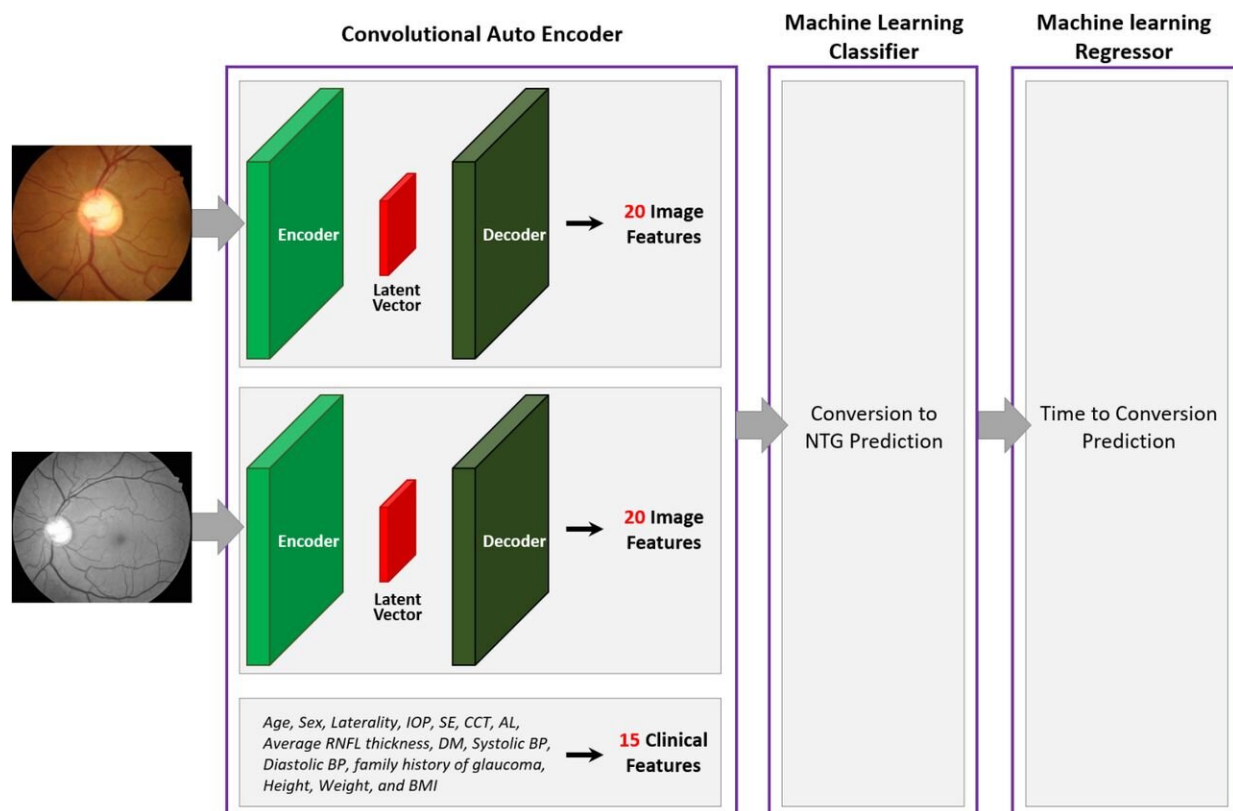 Convolutional Auto Encoder
Machine Learning
Classifier
Machine learning
Regressor
Encoder
Latent
Vector
Decoder
20 Image
Features
Encoder
Latent
Vector
Decoder
20 Image
Features
Age, Sex, Laterality, IOP, SE, CCT, AL,
Average RNFL thickness, DM, Systolic BP,
Diastolic BP, family history of glaucoma,
Height, Weight, and BMI
15 Clinical
Features
Conversion to
NTG Prediction
Time to Conversion
Prediction